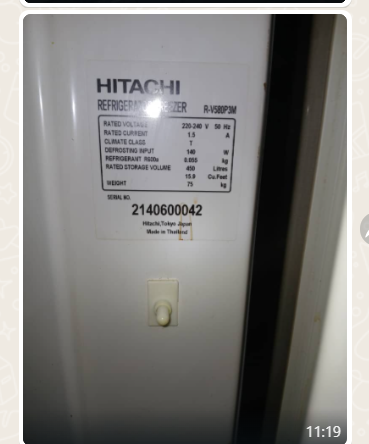 HITACHI
REFRIGERATOR-FREEZER R-V580P3M
RATED VOLTAGE 220-240 V 50 Hz
RATED CURRENT 1.5 A
CLIMATE CLASS T
DEFROSTING INPUT 140 W
REFRIGERANT R600a 0.055 kg
RATED STORAGE VOLUME 450 Litres
15.9 Cu.Feet
WEIGHT 75 kg
SERIAL NO.
2140600042
Hitachi,Tokyo Japan
Made in Thailand
11:19